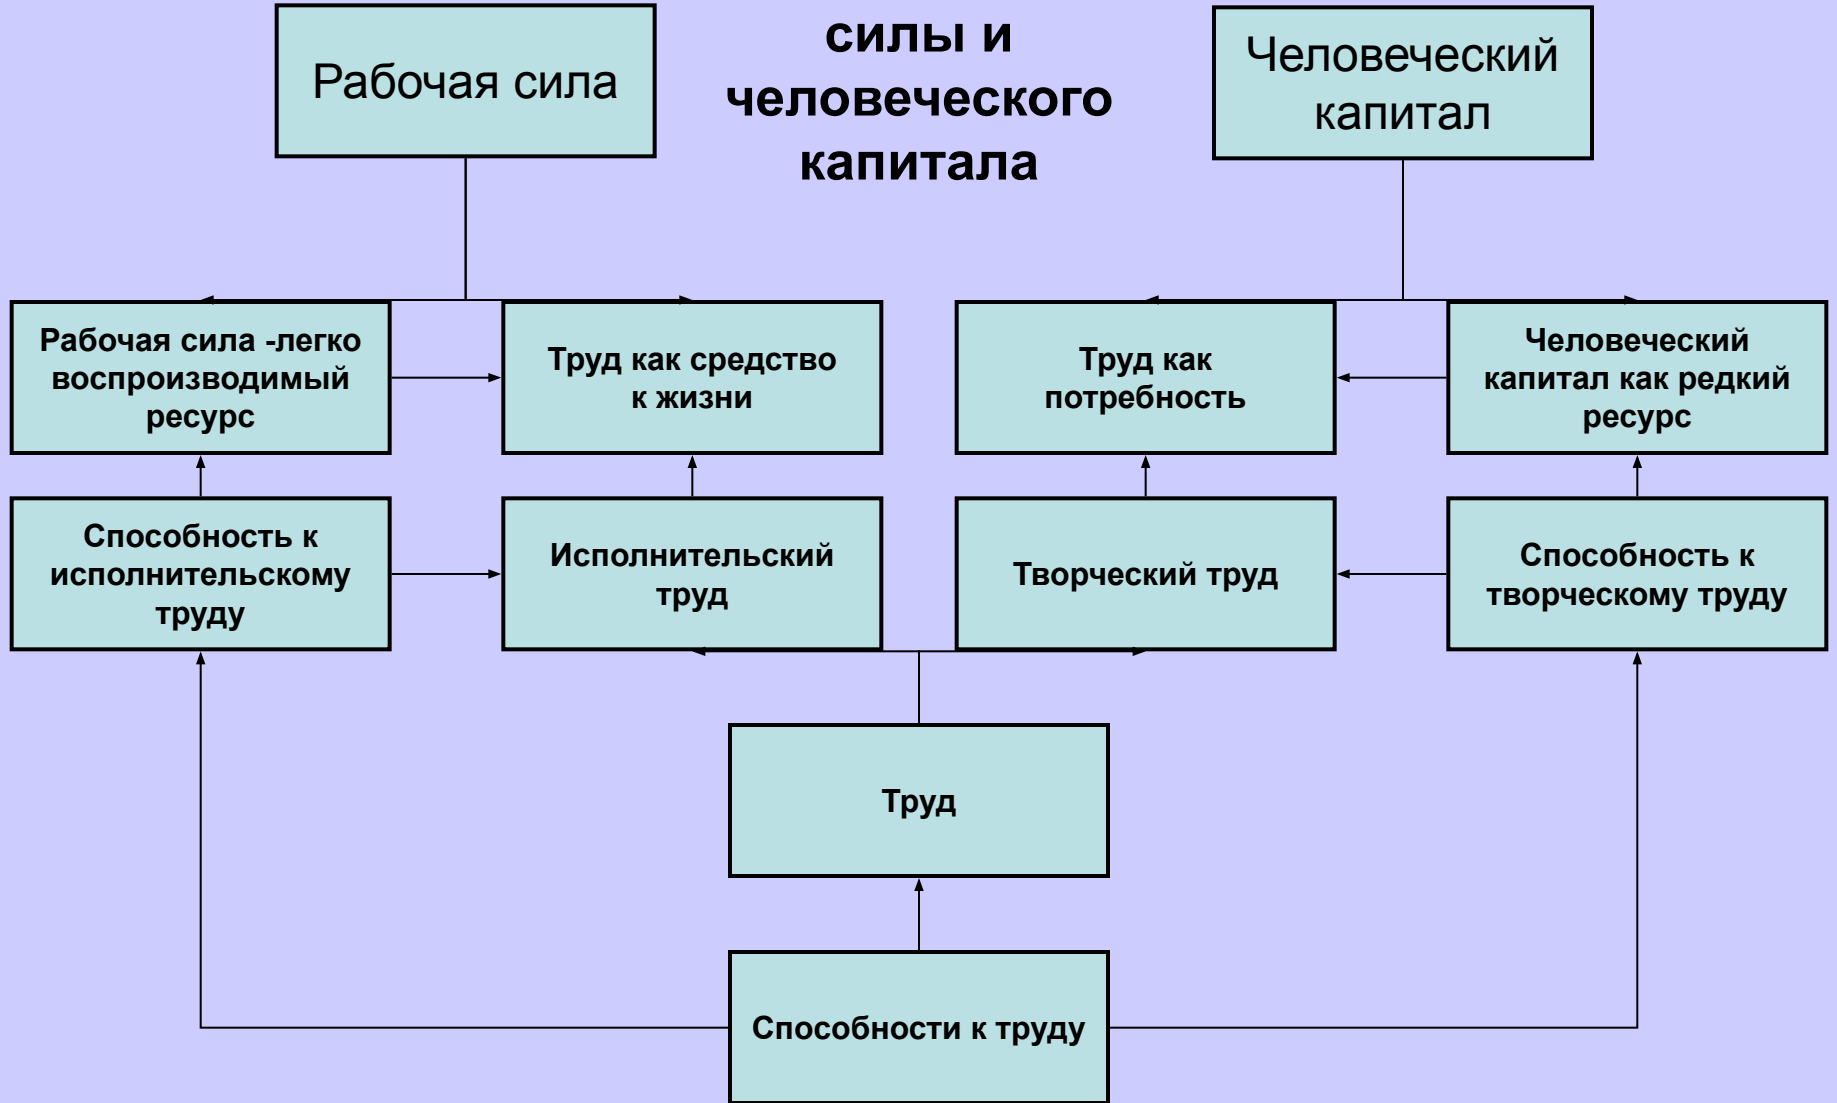 силы и
человеческого
капитала
Рабочая сила
Человеческий
капитал
Рабочая сила -легко
воспроизводимый
ресурс
Труд как средство
к жизни
Труд как
потребность
Человеческий
капитал как редкий
ресурс
Способность к
исполнительскому
труду
Исполнительский
труд
Творческий труд
Способность к
творческому труду
Труд
Способности к труду